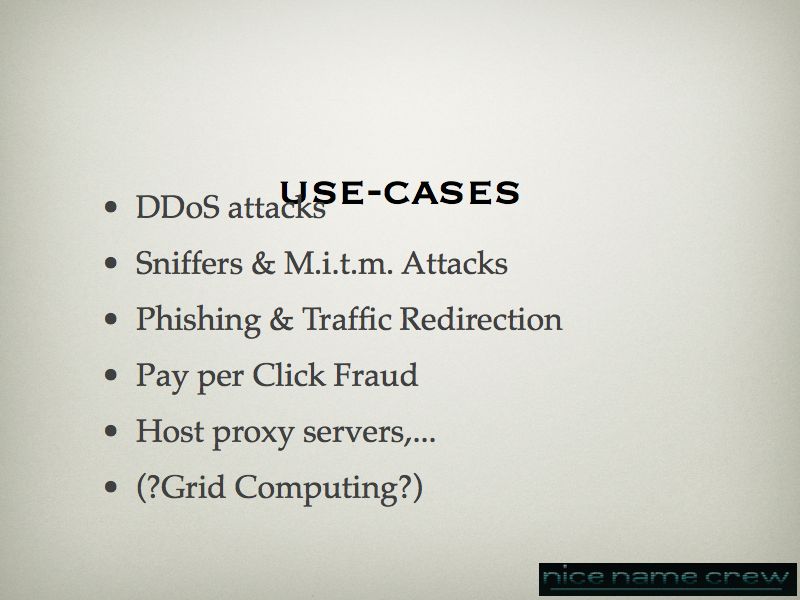 USE-CASES
• DDoS attacks
• Sniffers & M.i.t.m. Attacks
• Phishing & Traffic Redirection
• Pay per Click Fraud
• Host proxy servers,...
• (?Grid Computing?)
nice name crew